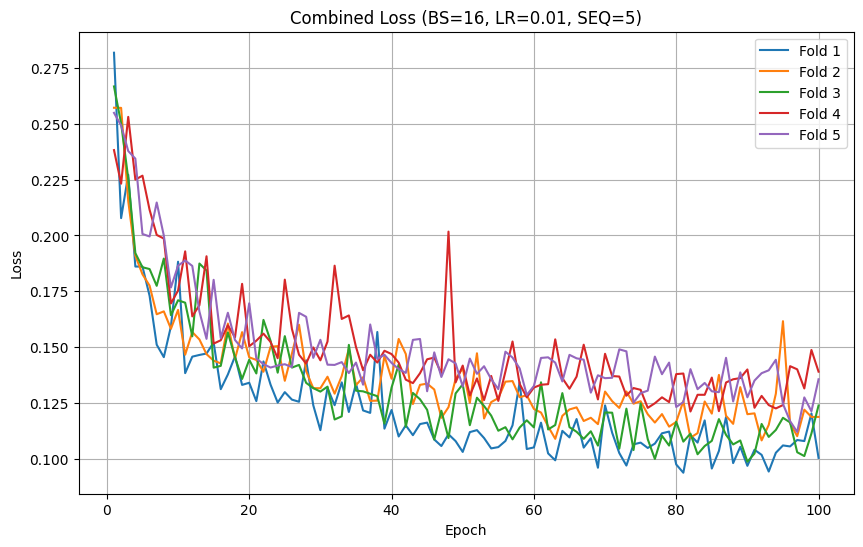 Combined Loss (BS=16, LR=0.01, SEQ=5)
Fold 1
Fold 2
Fold 3
Fold 4
Fold 5
Loss
0.275
0.250
0.225
0.200
0.175
0.150
0.125
0.100
0
20
40
60
80
100
Epoch